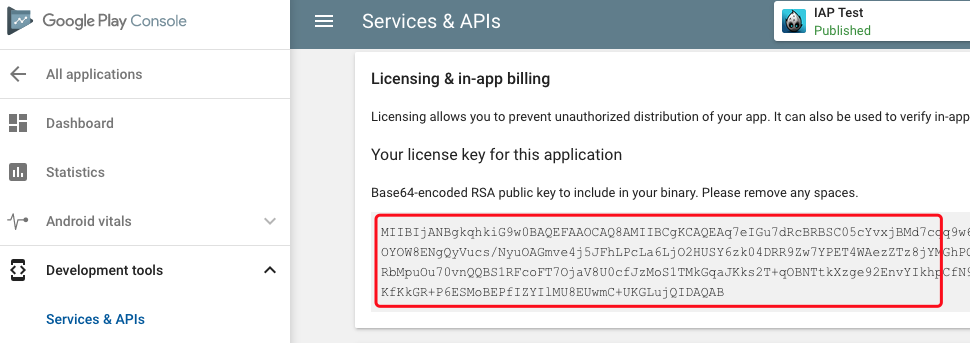 Google Play Console
Services & APIs
IAP Test
Published
All applications
Dashboard
Statistics
Android vitals
Development tools
Services & APIs
Licensing & in-app billing
Licensing allows you to prevent unauthorized distribution of your app. It can also be used to verify in-app
Your license key for this application
Base64-encoded RSA public key to include in your binary. Please remove any spaces.
MIIBIjANBgkqhkiG9w0BAQEFAAOCAQ8AMIIBCgKCAQEAq7eIGu7dRcBRBSC05cYvxjBMd7cqq9w6
OYOW8ENgQyVucs/NyuOAGmve4j5JFhLPcLa6LjO2HUSY6zk04DRR9Zw7YPET4WAezZTz8jYMGhPG
RbMpuOu70vnQQBS1RFcoFT7OjaV8U0cfJzMoS1TMkGqaJKks2T+qOBNTtkXzge92EnvYIkhpCfN9
KfKkGR+P6ESMoBEPfIZYIlMU8EUwmC+UKGLujQIDAQAB